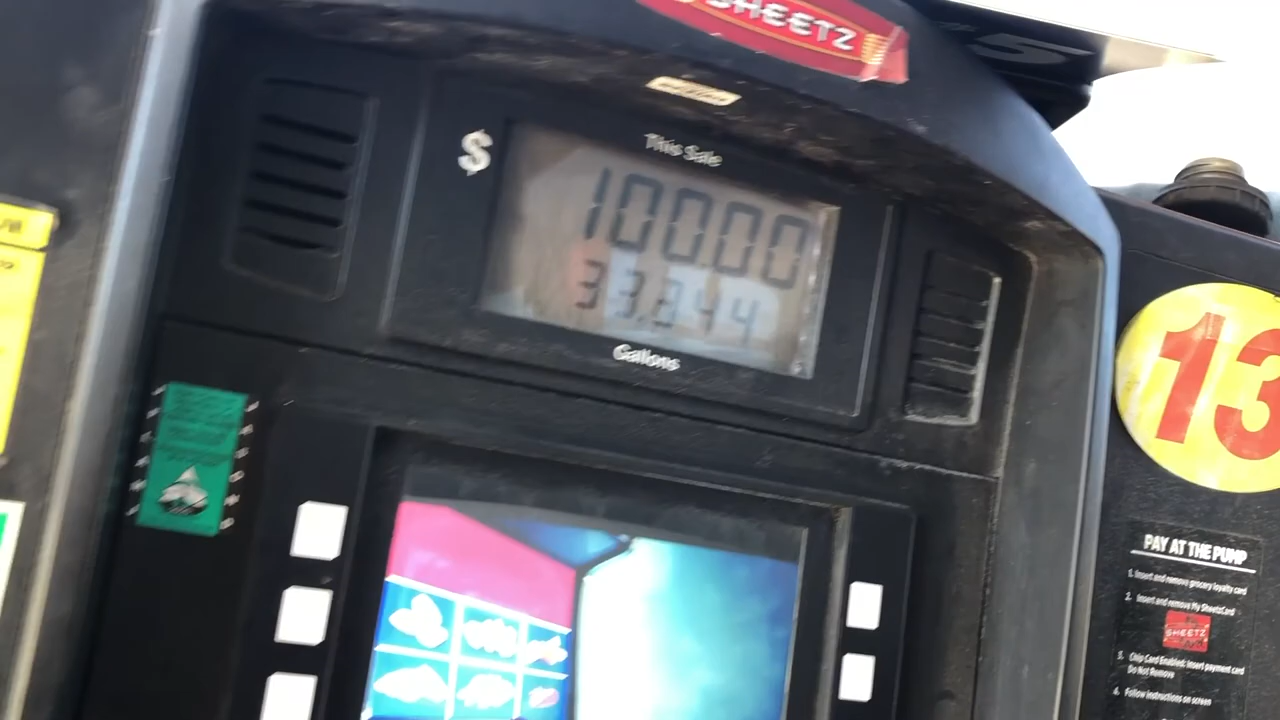 SHEETZ
5
This Sale
$
100.00
33.344
Gallons
13
PAY AT THE PUMP
1. Insert and remove grocery loyalty card
2. Insert and remove My SheetzCard
SHEETZ
3. Chip Card Enabled: Insert payment card
Do Not Remove
4. Follow instructions on screen